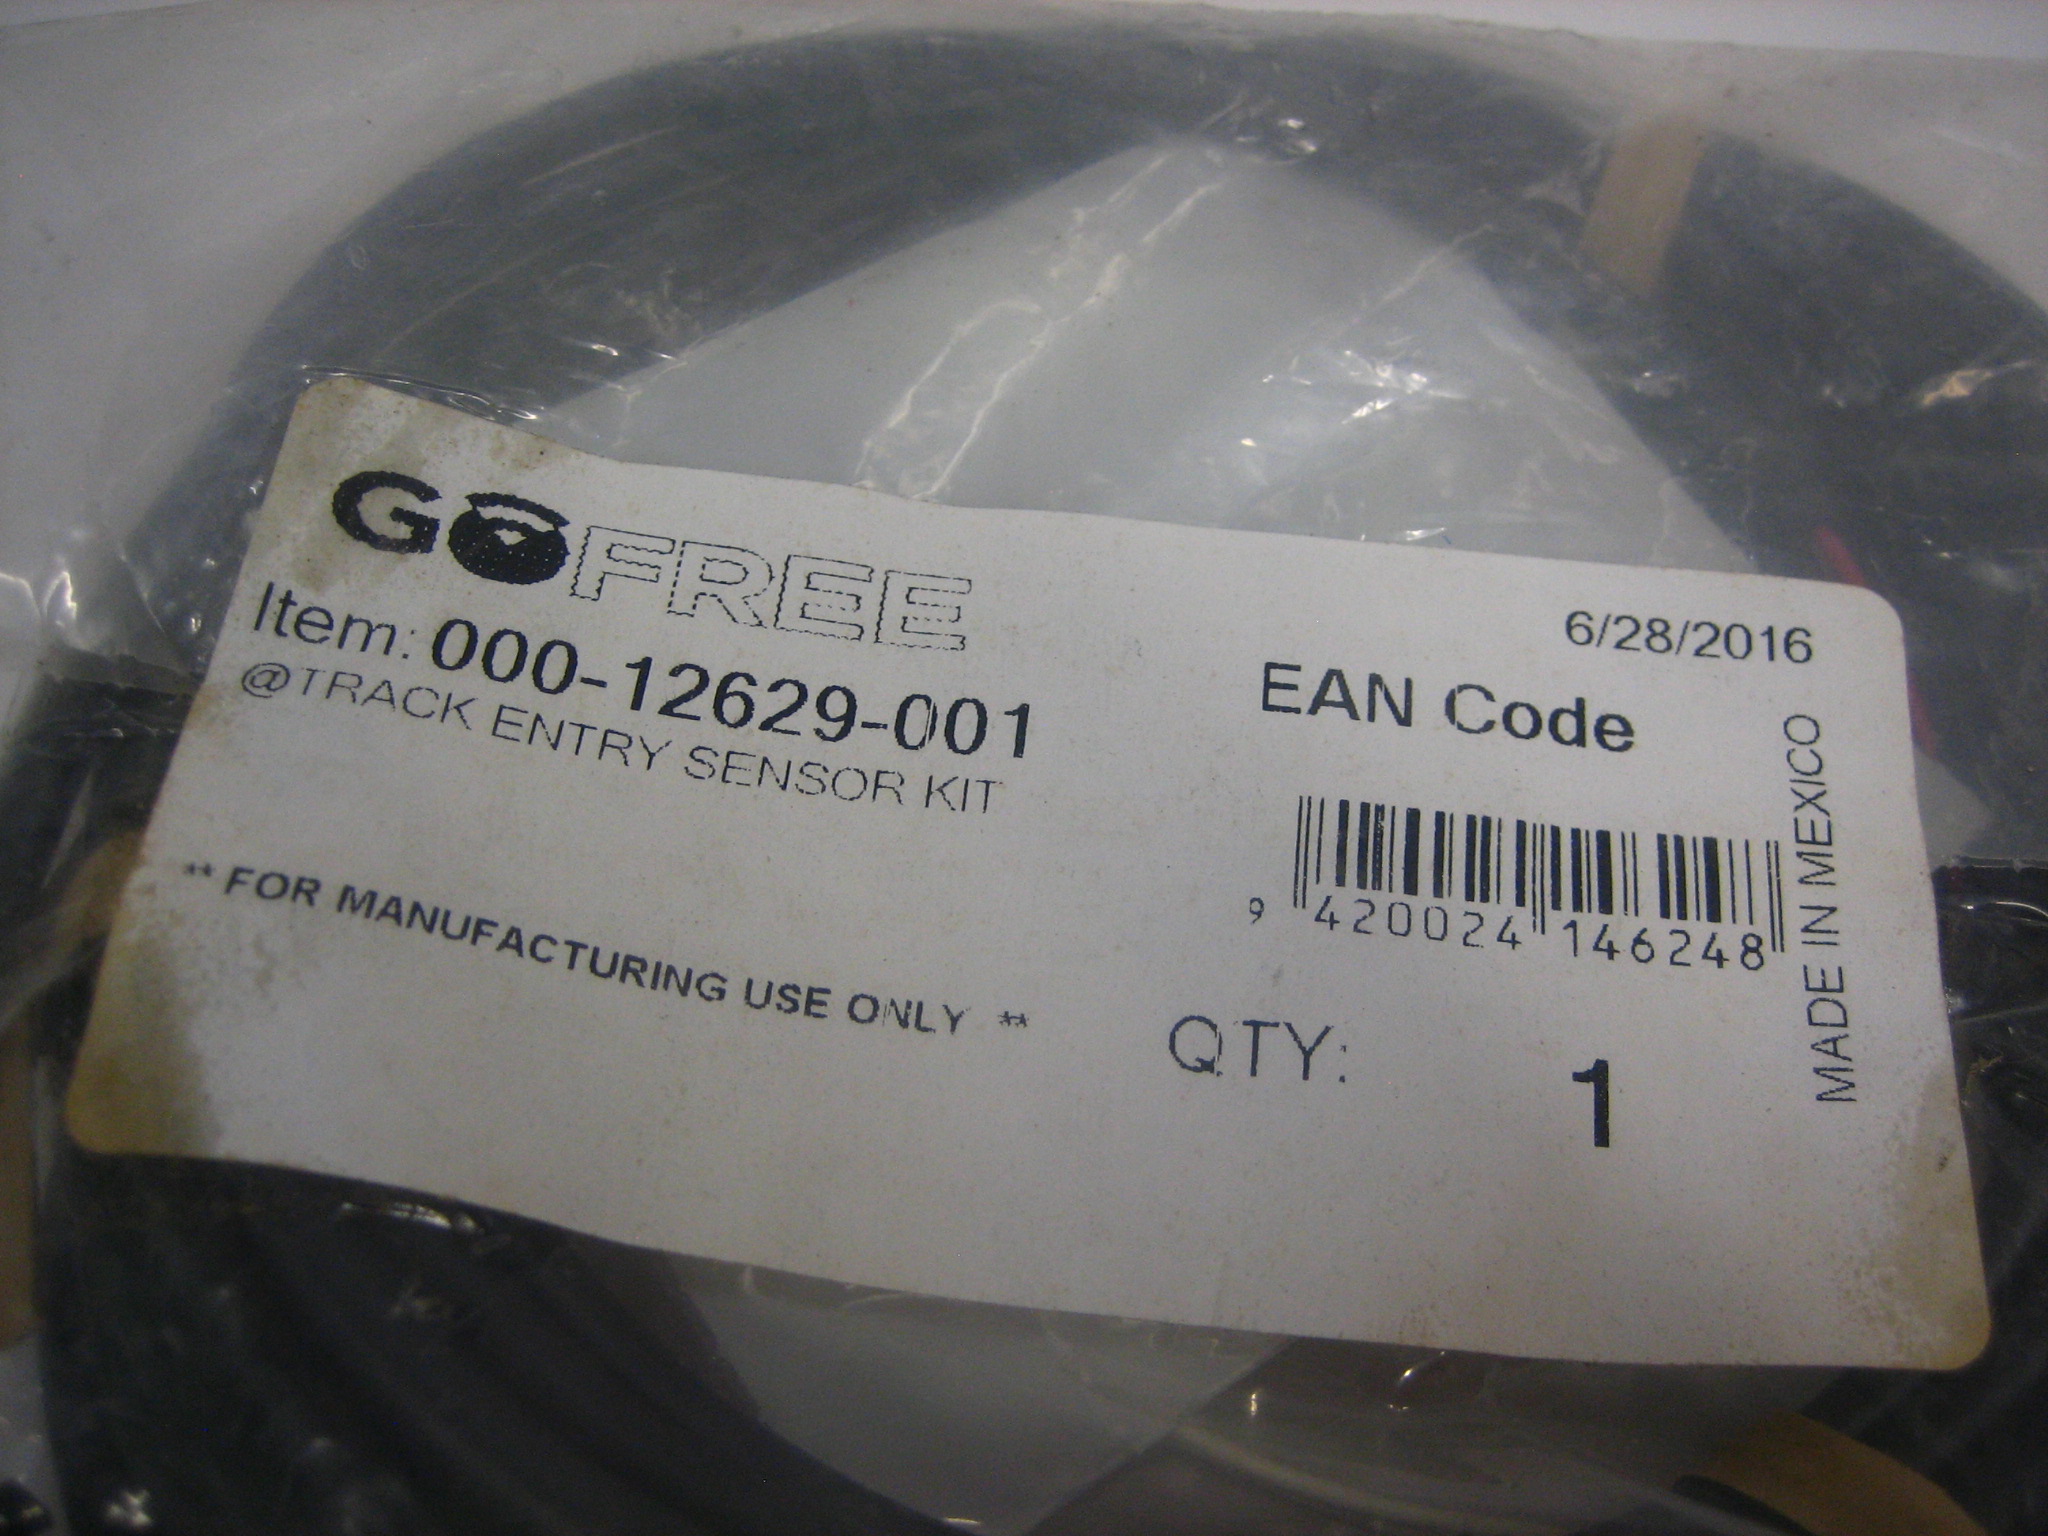 GOFREE
Item: 000-12629-001
@TRACK ENTRY SENSOR KIT
** FOR MANUFACTURING USE ONLY **
6/28/2016
EAN Code
9 420024 146248
QTY: 1
MADE IN MEXICO